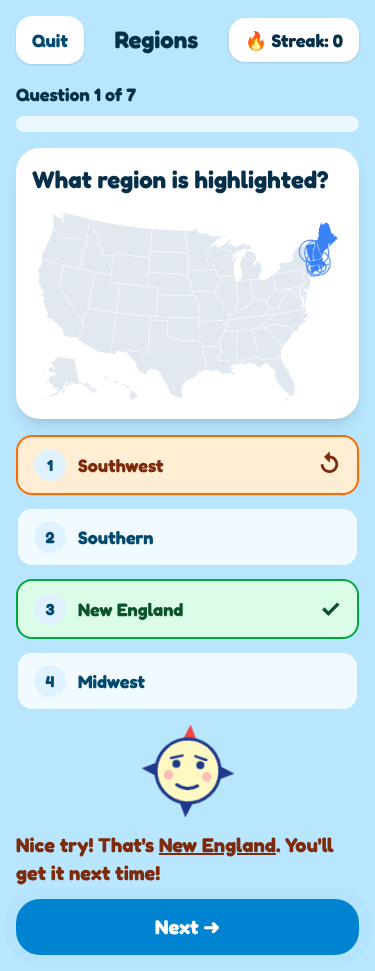 Quit
Regions
🔥 Streak: 0
Question 1 of 7
What region is highlighted?
1 Southwest
2 Southern
3 New England
4 Midwest
Nice try! That's New England. You'll
get it next time!
Next ➜